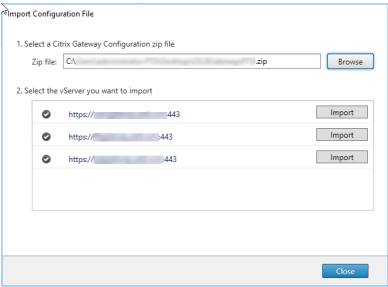 Import Configuration File
1. Select a Citrix Gateway Configuration zip file
Zip file: C:\ .zip Browse
2. Select the vServer you want to import
https:// 443 Import
https:// :443 Import
https:// :443 Import
Close